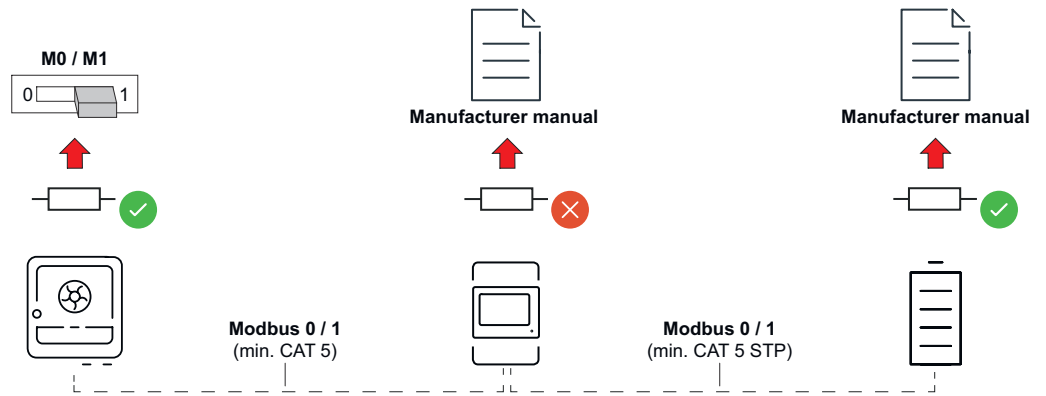 M0 / M1
0 1
Manufacturer manual
Manufacturer manual
Modbus 0 / 1
(min. CAT 5)
Modbus 0 / 1
(min. CAT 5 STP)